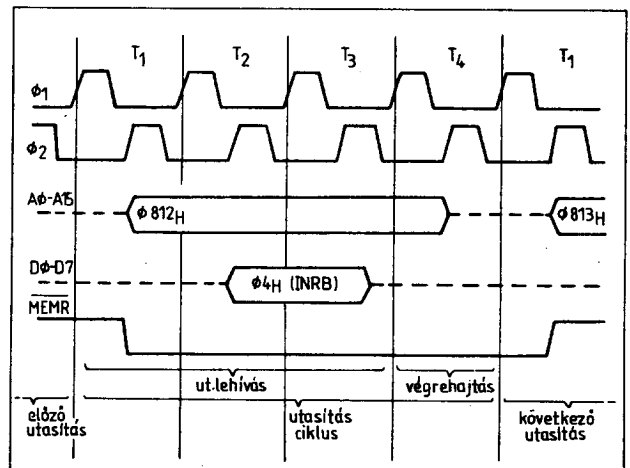 T1 T2 T3 T4 T1
ϕ1
ϕ2
Aϕ-A15
ϕ812H
ϕ813H
Dϕ-D7
ϕ4H (INRB)
MEMR
ut.lehívás
végrehajtás
előző
utasítás
utasítás
ciklus
következő
utasítás